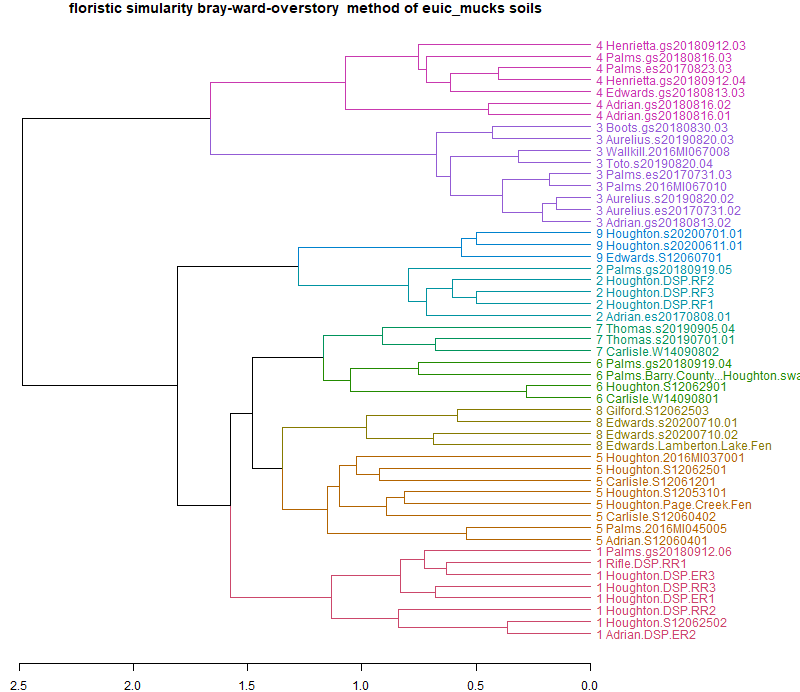 floristic simularity bray-ward-overstory method of euic_mucks soils
4 Henrietta.gs20180912.03
4 Palms.gs20180816.03
4 Palms.es20170823.03
4 Henrietta.gs20180912.04
4 Edwards.gs20180813.03
4 Adrian.gs20180816.02
4 Adrian.gs20180816.01
3 Boots.gs20180830.03
3 Aurelius.s20190820.03
3 Wallkill.2016MI067008
3 Toto.s20190820.04
3 Palms.es20170731.03
3 Palms.2016MI067010
3 Aurelius.s20190820.02
3 Aurelius.es20170731.02
3 Adrian.gs20180813.02
9 Houghton.s20200701.01
9 Houghton.s20200611.01
9 Edwards.S12060701
2 Palms.gs20180919.05
2 Houghton.DSP.RF2
2 Houghton.DSP.RF3
2 Houghton.DSP.RF1
2 Adrian.es20170808.01
7 Thomas.s20190905.04
7 Thomas.s20190701.01
7 Carlisle.W14090802
6 Palms.gs20180919.04
6 Palms.Barry.County...Houghton.swa
6 Houghton.S12062901
6 Carlisle.W14090801
8 Gilford.S12062503
8 Edwards.s20200710.01
8 Edwards.s20200710.02
8 Edwards.Lamberton.Lake.Fen
5 Houghton.2016MI037001
5 Houghton.S12062501
5 Carlisle.S12061201
5 Houghton.S12053101
5 Houghton.Page.Creek.Fen
5 Carlisle.S12060402
5 Palms.2016MI045005
5 Adrian.S12060401
1 Palms.gs20180912.06
1 Rifle.DSP.RR1
1 Houghton.DSP.ER3
1 Houghton.DSP.RR3
1 Houghton.DSP.ER1
1 Houghton.DSP.RR2
1 Houghton.S12062502
1 Adrian.DSP.ER2
2.5 2.0 1.5 1.0 0.5 0.0